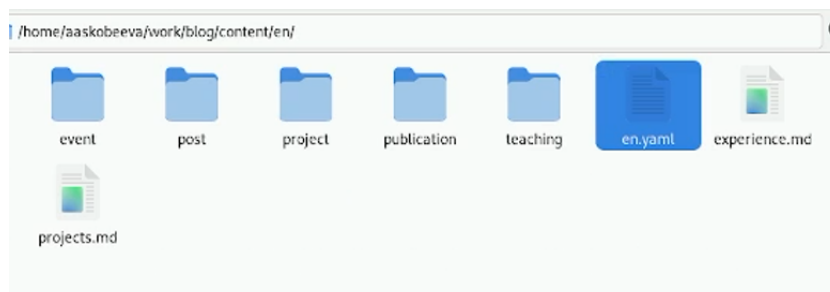 /home/aaskobeeva/work/blog/content/en/
event post project publication teaching en.yaml experience.md
projects.md